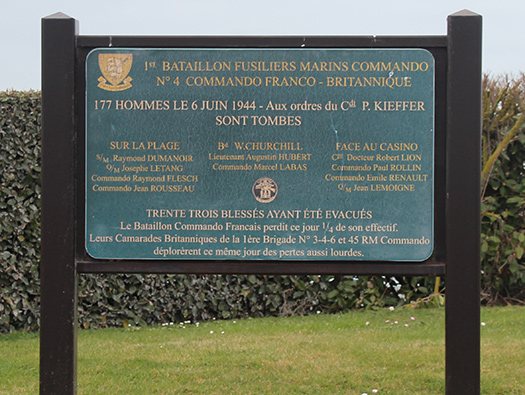 1st BATAILLON FUSILIERS MARINS COMMANDO
N°4 COMMANDO FRANCO - BRITANNIQUE
177 HOMMES LE 6 JUIN 1944 - Aux ordres du Cdt P. KIEFFER
SONT TOMBES
SUR LA PLAGE
S/M. Raymond DUMANOIR
Q/M Josephe LETANG
Commando Raymond FLESCH
Commando Jean ROUSSEAU
Bd W.CHURCHILL
Lieutenant Augustin HUBERT
Commando Marcel LABAS
FACE AU CASINO
Docteur Robert LION
Commando Paul ROLLIN
Commando Emile RENAULT
Q/M Jean LEMOIGNE
TRENTE TROIS BLESSÉS AYANT ÉTÉ EVACUÉS
Le Bataillon Commando Francais perdit ce jour 1/4 de son effectif.
Leurs Camarades Britanniques de la 1ère Brigade N° 3-4-6 et 45 RM Commando
déplorèrent ce même jour des pertes aussi lourdes.